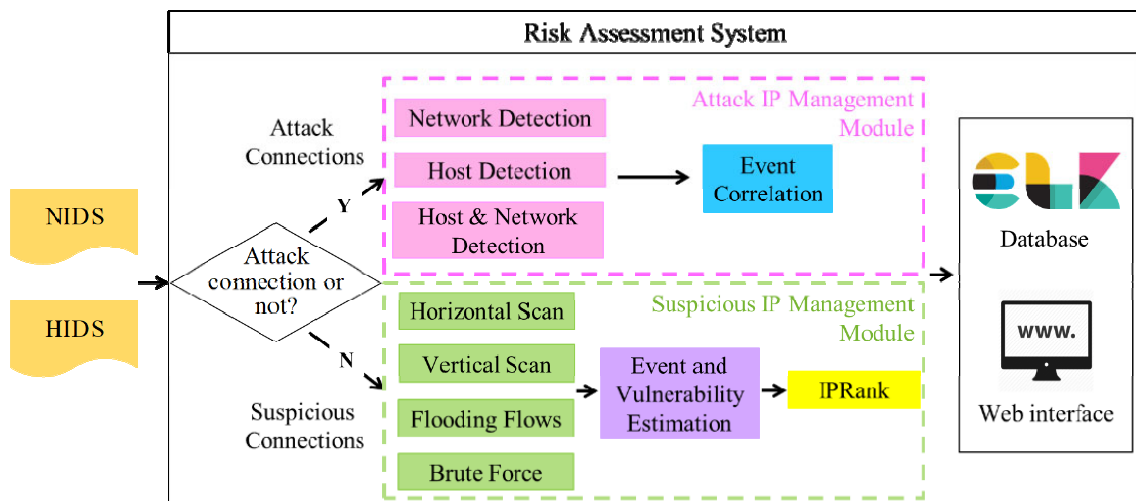 Risk Assessment System
NIDS
HIDS
Attack
connection or
not?
Attack
Connections
Y
N
Suspicious
Connections
Attack IP Management
Module
Network Detection
Host Detection
Host & Network
Detection
Event
Correlation
Suspicious IP Management
Module
Horizontal Scan
Vertical Scan
Flooding Flows
Brute Force
Event and
Vulnerability
Estimation
IPRank
ELK
Database
www.
Web interface